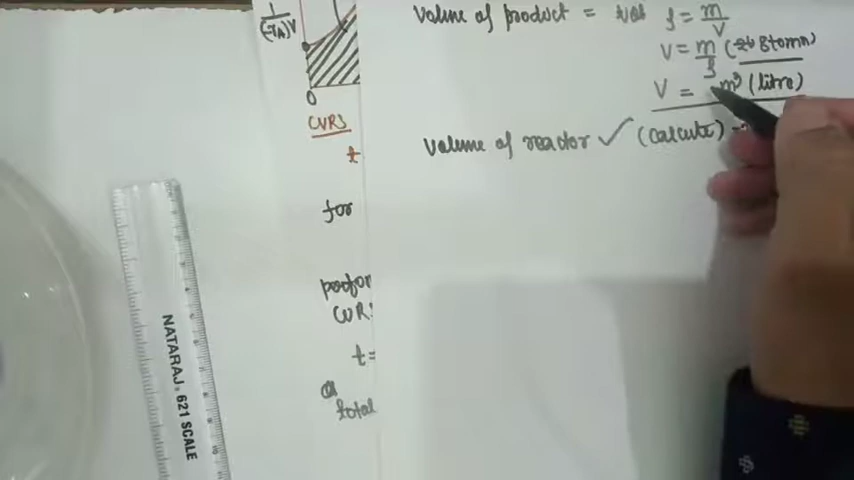 1
(-rA)V
0
CVRS
t
for
perfor
CVR
t=
a
total
NATARAJ 621 SCALE
Volume of product = ρ = m
V
V = m
ρ
V = m³ (litre)
Volume of reactor ✓ (calculate)